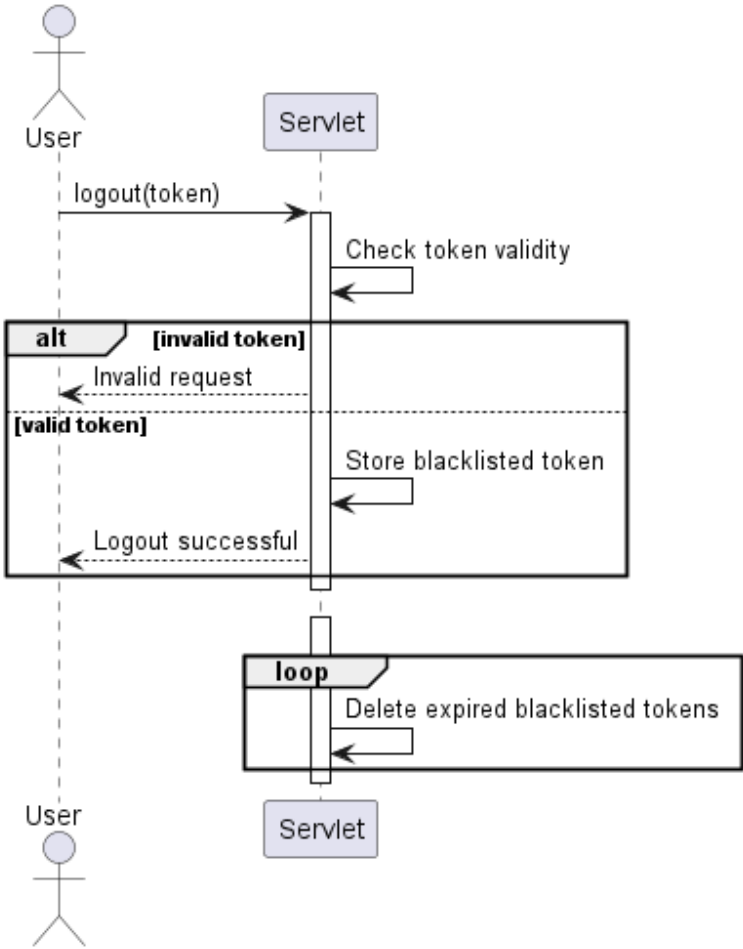 User
Servlet
logout(token)
Check token validity
alt [invalid token]
Invalid request
[valid token]
Store blacklisted token
Logout successful
loop
Delete expired blacklisted tokens
User
Servlet